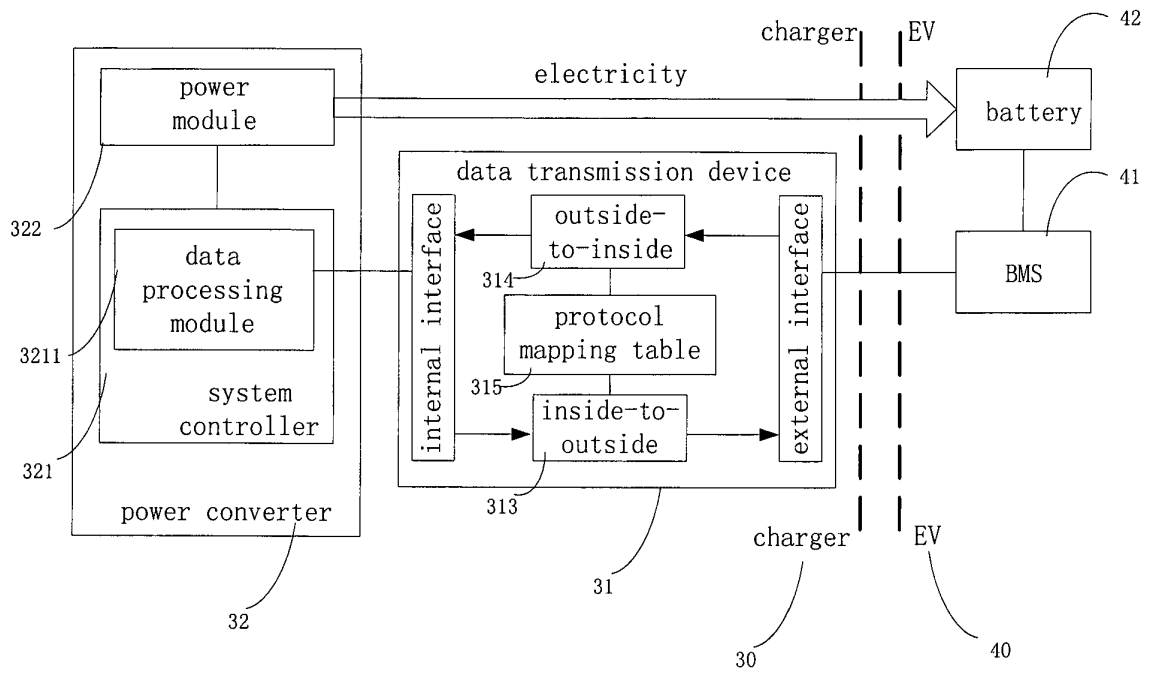 charger
EV
42
electricity
power
module
battery
data transmission device
41
322
outside-
to-inside
314
internal interface
external interface
data
processing
module
BMS
protocol
mapping table
315
3211
system
controller
inside-to-
outside
321
313
power converter
charger
EV
31
32
30
40